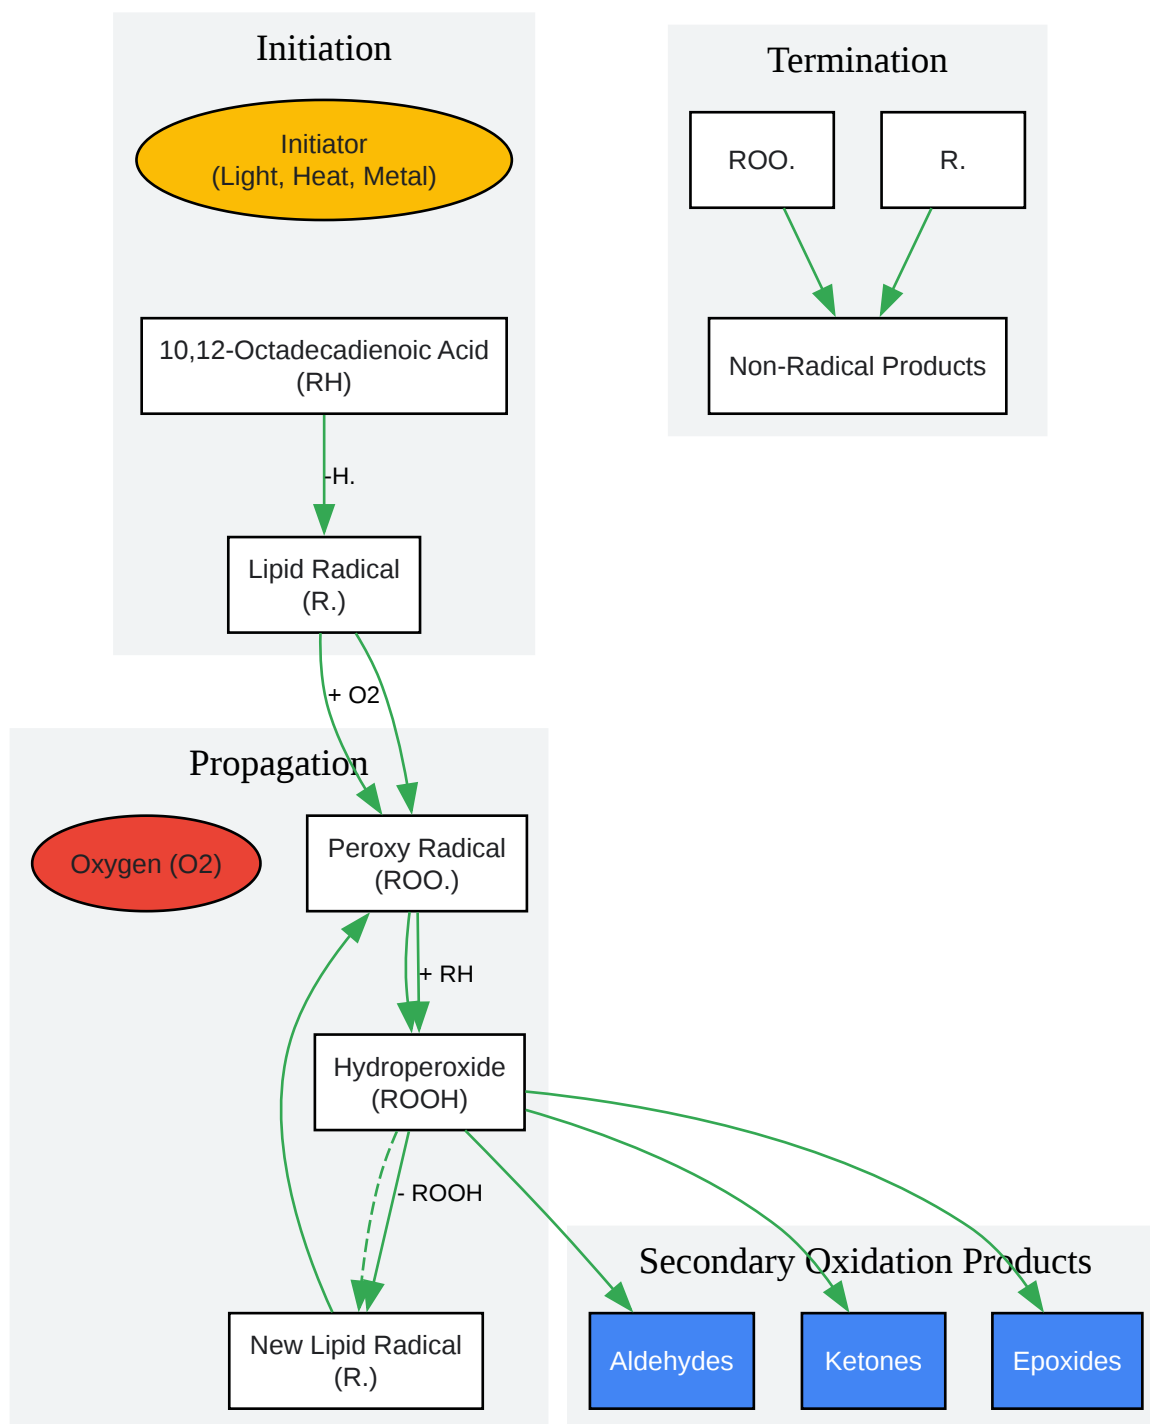 Initiation
Initiator
(Light, Heat, Metal)
10,12-Octadecadienoic Acid
(RH)
-H.
Lipid Radical
(R.)
+ O2
Termination
ROO.
R.
Non-Radical Products
Propagation
Oxygen (O2)
Peroxy Radical
(ROO.)
+ RH
Hydroperoxide
(ROOH)
- ROOH
New Lipid Radical
(R.)
Secondary Oxidation Products
Aldehydes
Ketones
Epoxides